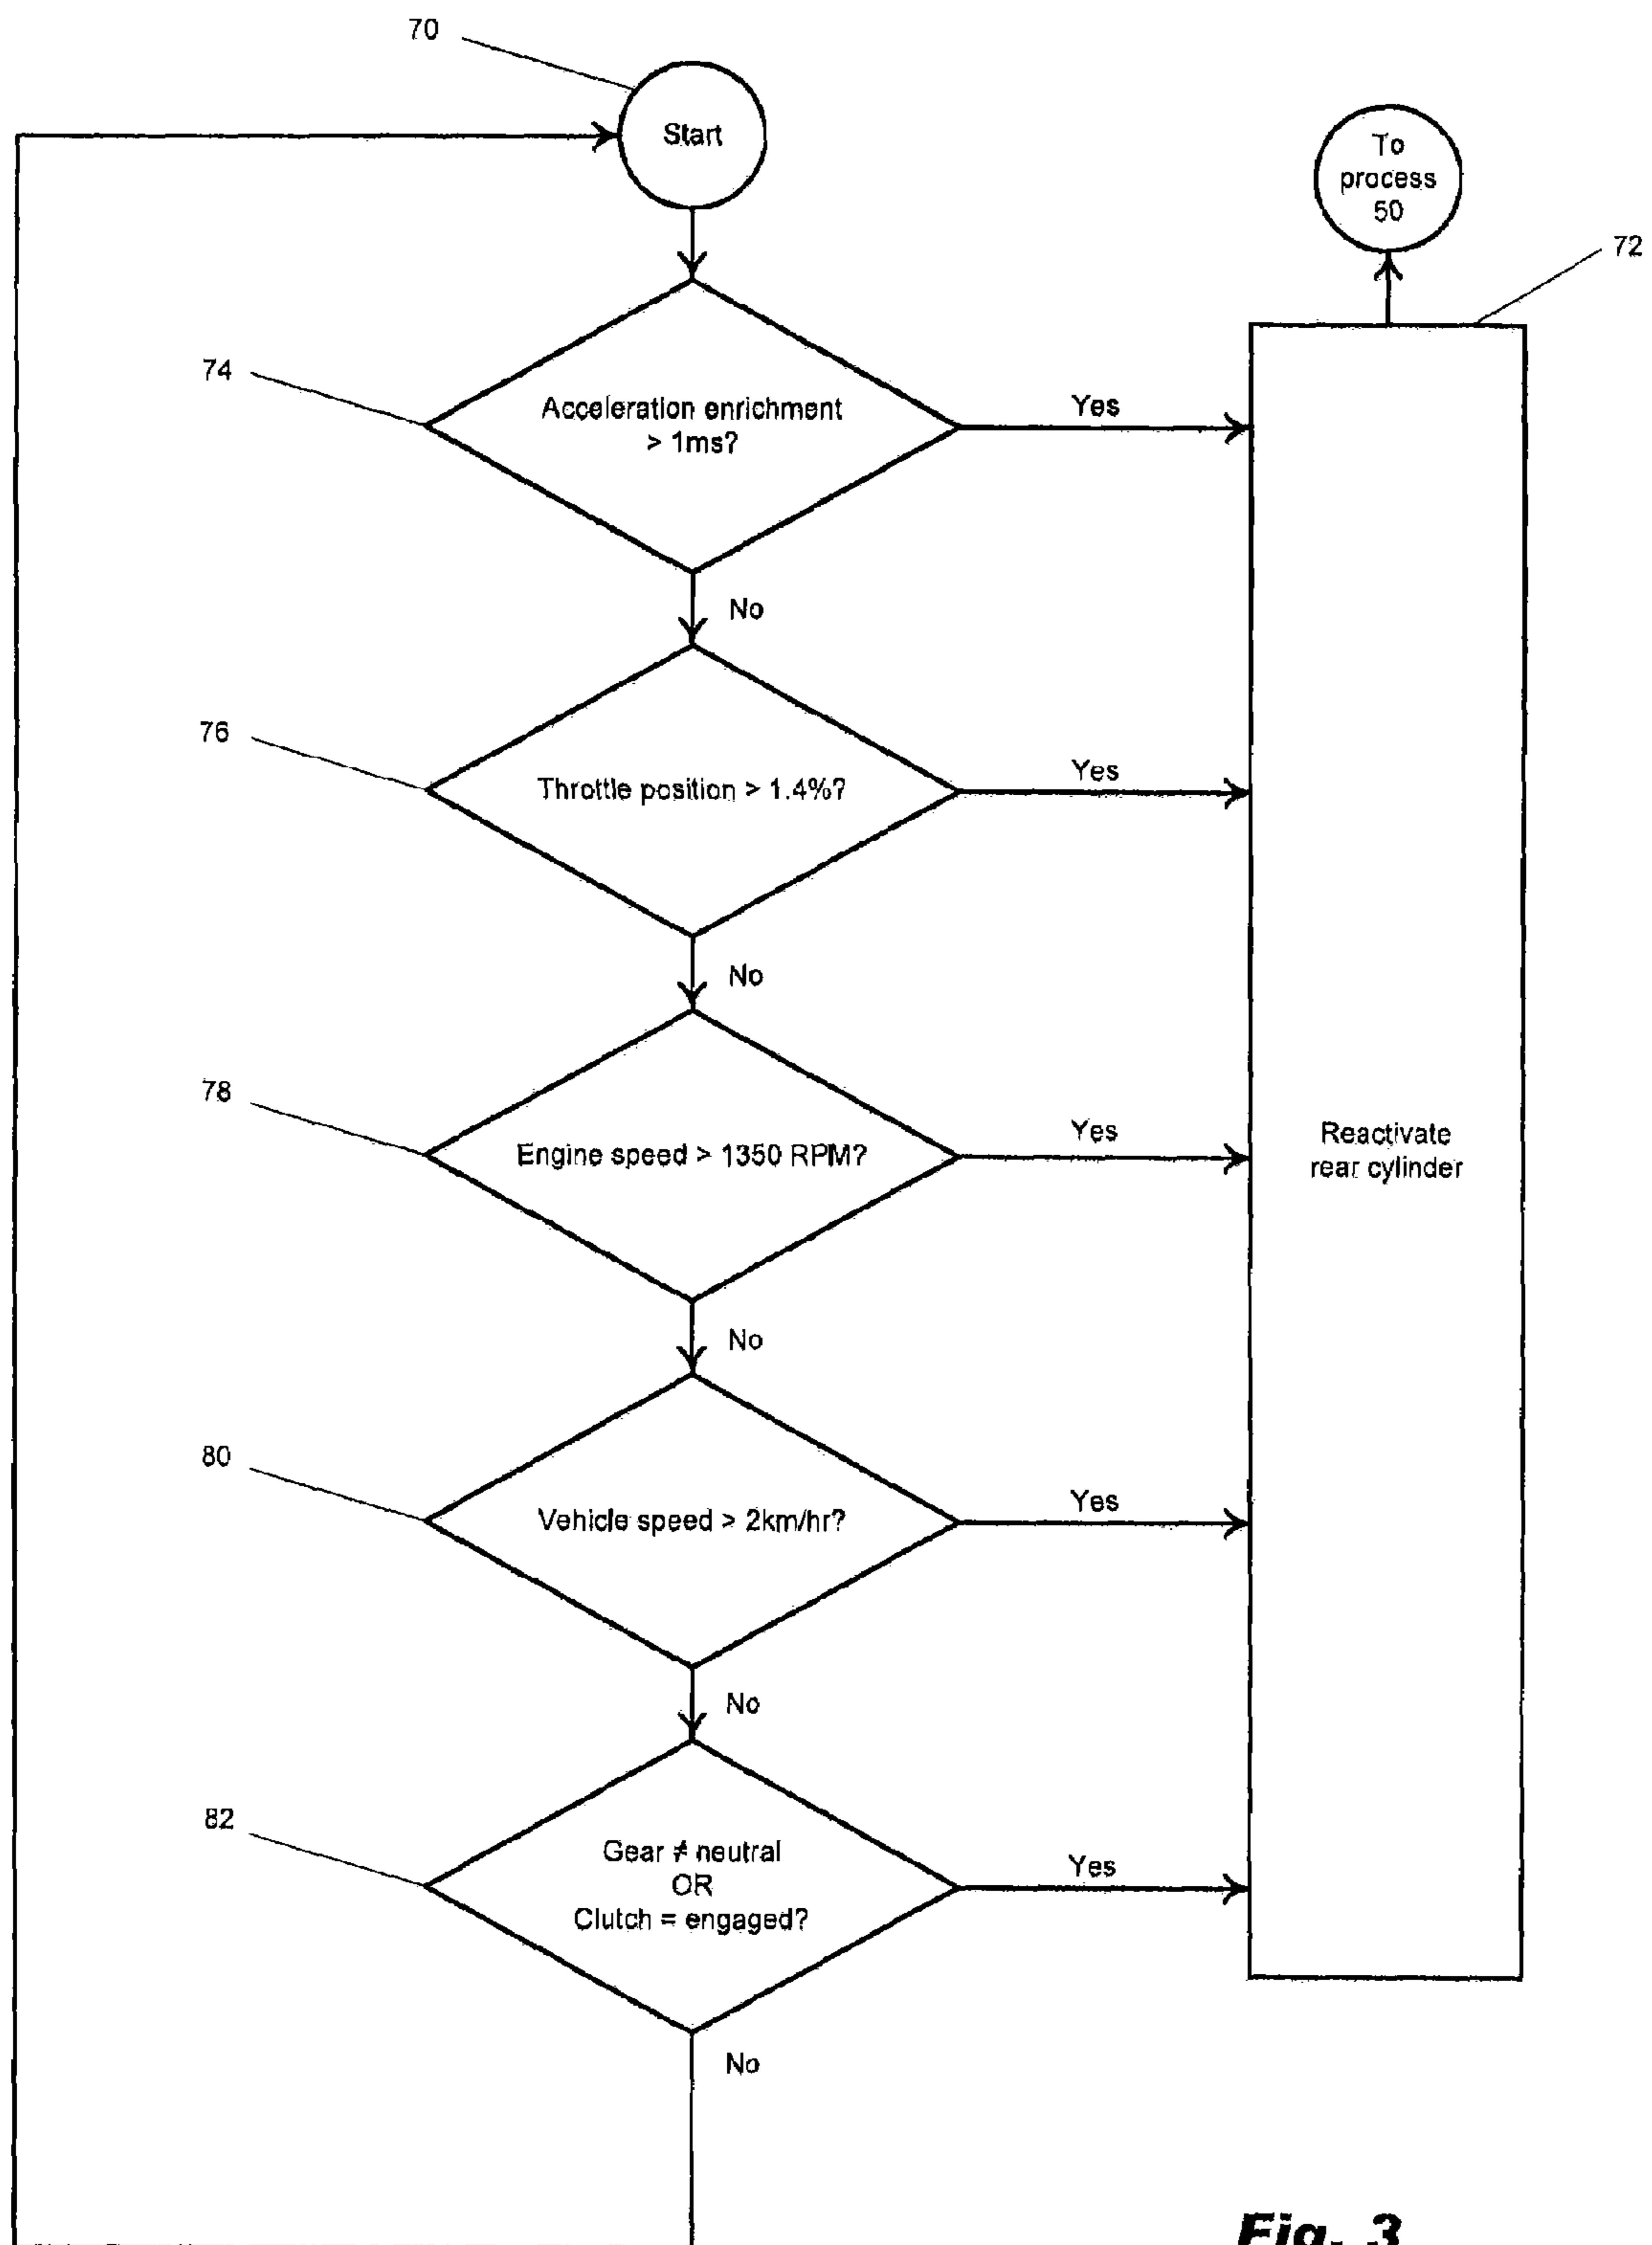 70
Start
To
process
50
72
74
Acceleration enrichment
> 1ms?
Yes
No
76
Throttle position > 1.4%?
Yes
No
78
Engine speed > 1350 RPM?
Yes
Reactivate
rear cylinder
No
80
Vehicle speed > 2km/hr?
Yes
No
82
Gear ≠ neutral
OR
Clutch = engaged?
Yes
No
Fig. 3